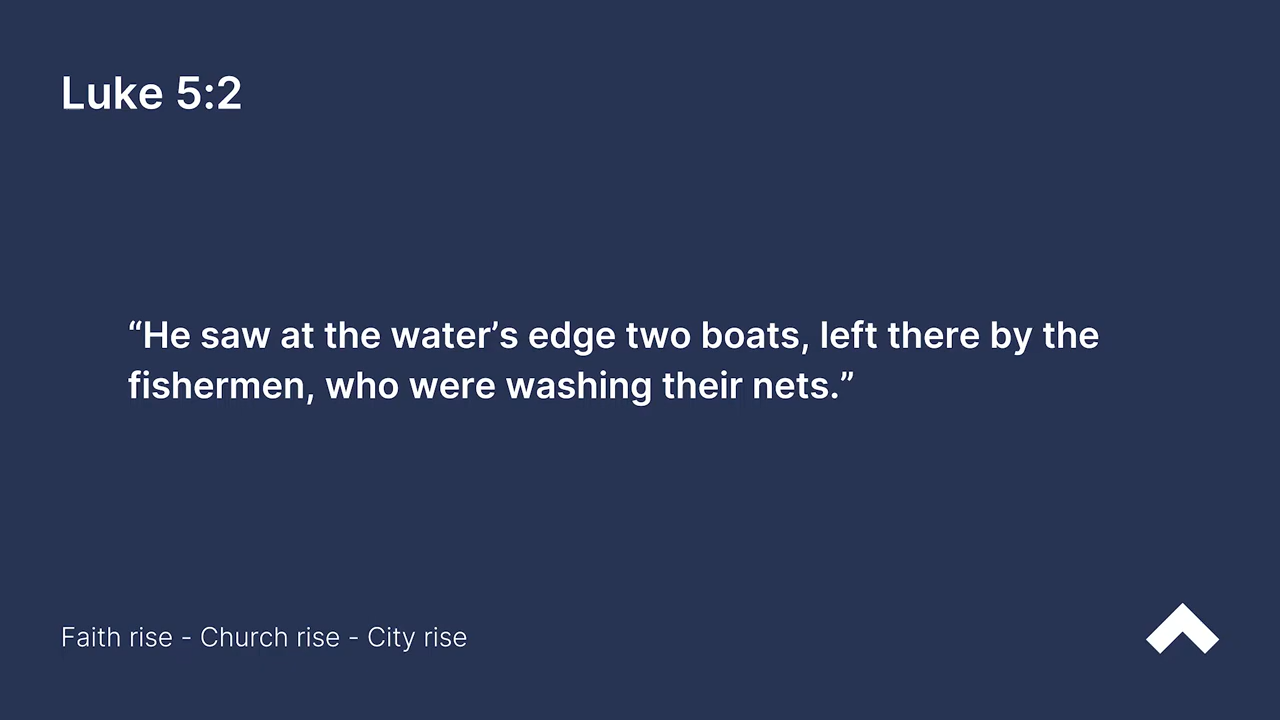 Luke 5:2
“He saw at the water’s edge two boats, left there by the
fishermen, who were washing their nets.”
Faith rise - Church rise - City rise